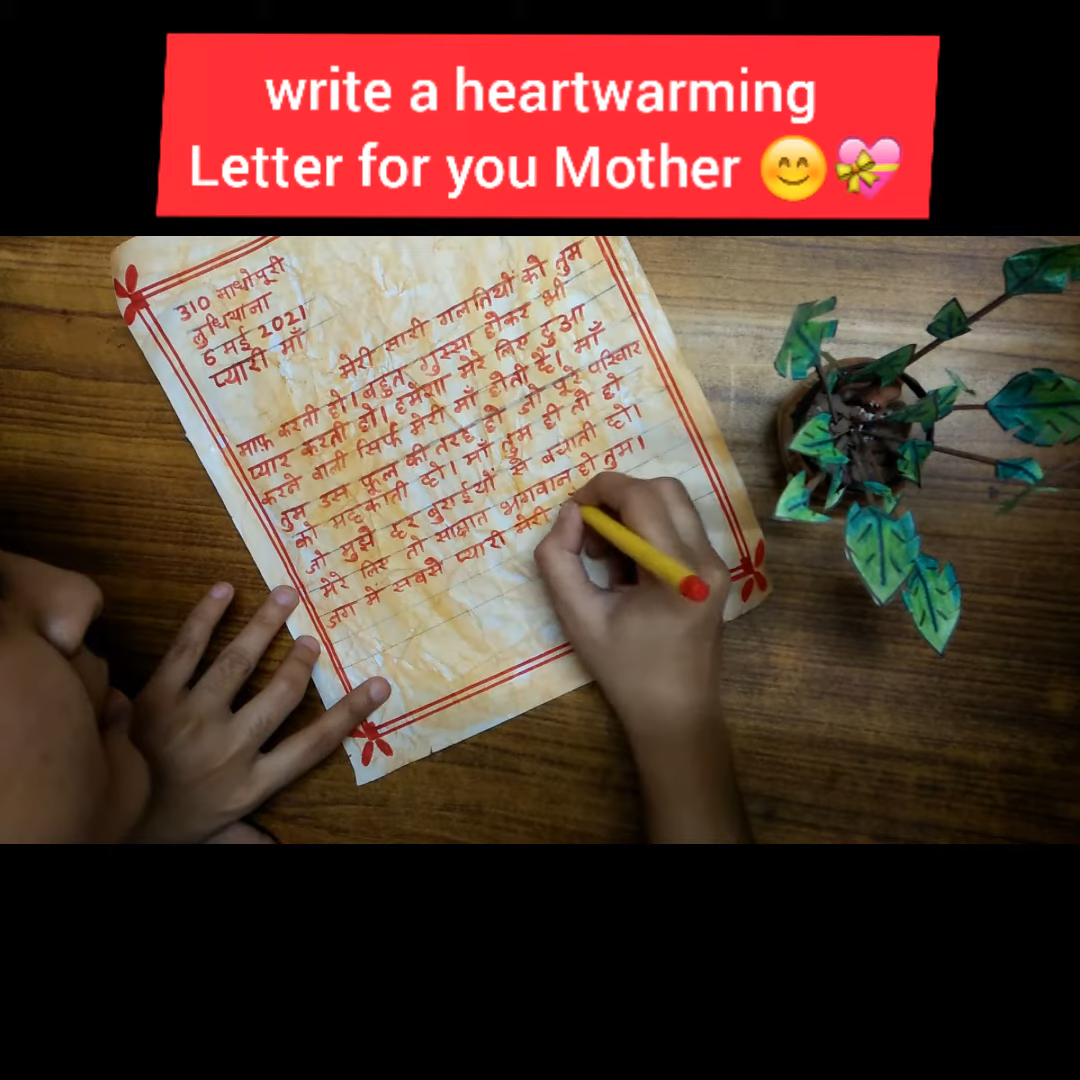 write a heartwarming
Letter for you Mother 😊💝
310 माधोपूरी
लुधियाना
6 मई 2021
प्यारी माँ
मेरी सारी गलतियों को तुम
माफ़ करती हो। बहुत गुस्सा होकर भी
प्यार करती हो। हमेशा मेरे लिए दुआ
करने वाली सिर्फ मेरी माँ होती है। माँ
तुम उस फूल की तरह हो जो पूरे परिवार
को महकाती हो। माँ तुम ही तो हो
जो मुझे हर बुराईयों से बचाती हो।
मेरे लिए तो साक्षात भगवान हो तुम।
जग में सबसे प्यारी मेरी